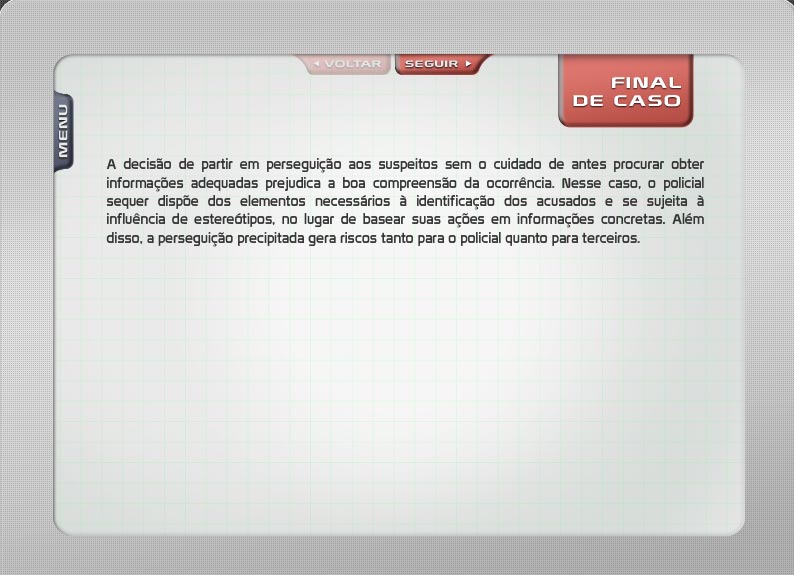 VOLTAR
SEGUIR
FINAL
DE CASO
MENU
A decisão de partir em perseguição aos suspeitos sem o cuidado de antes procurar obter
informações adequadas prejudica a boa compreensão da ocorrência. Nesse caso, o policial
sequer dispõe dos elementos necessários à identificação dos acusados e se sujeita à
influência de estereótipos, no lugar de basear suas ações em informações concretas. Além
disso, a perseguição precipitada gera riscos tanto para o policial quanto para terceiros.